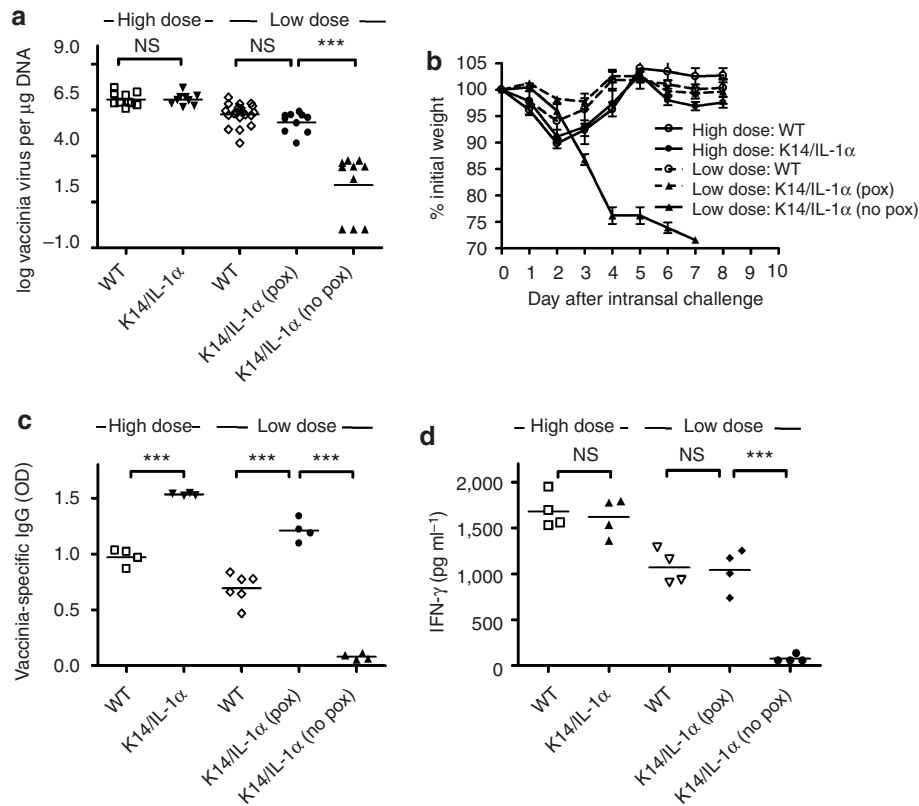 a
High dose
Low dose
NS
NS
***
log vaccinia virus per μg DNA
9.0
6.5
4.0
1.5
−1.0
WT
K14/IL-1α
WT
K14/IL-1α (pox)
K14/IL-1α (no pox)
b
% initial weight
105
100
95
90
85
80
75
70
0 1 2 3 4 5 6 7 8 9 10
Day after intransal challenge
High dose: WT
High dose: K14/IL-1α
Low dose: WT
Low dose: K14/IL-1α (pox)
Low dose: K14/IL-1α (no pox)
c
High dose
Low dose
***
***
***
Vaccinia-specific IgG (OD)
1.5
1.0
0.5
0.0
WT
K14/IL-1α
WT
K14/IL-1α (pox)
K14/IL-1α (no pox)
d
High dose
Low dose
NS
NS
***
IFN-γ (pg ml−1)
2,000
1,500
1,000
500
0
WT
K14/IL-1α
WT
K14/IL-1α (pox)
K14/IL-1α (no pox)